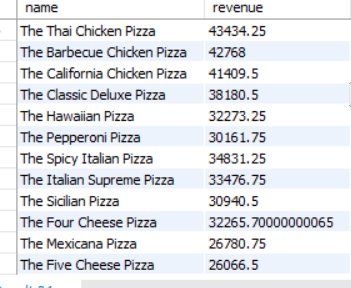 name revenue
The Thai Chicken Pizza 43434.25
The Barbecue Chicken Pizza 42768
The California Chicken Pizza 41409.5
The Classic Deluxe Pizza 38180.5
The Hawaiian Pizza 32273.25
The Pepperoni Pizza 30161.75
The Spicy Italian Pizza 34831.25
The Italian Supreme Pizza 33476.75
The Sicilian Pizza 30940.5
The Four Cheese Pizza 32265.70000000065
The Mexicana Pizza 26780.75
The Five Cheese Pizza 26066.5